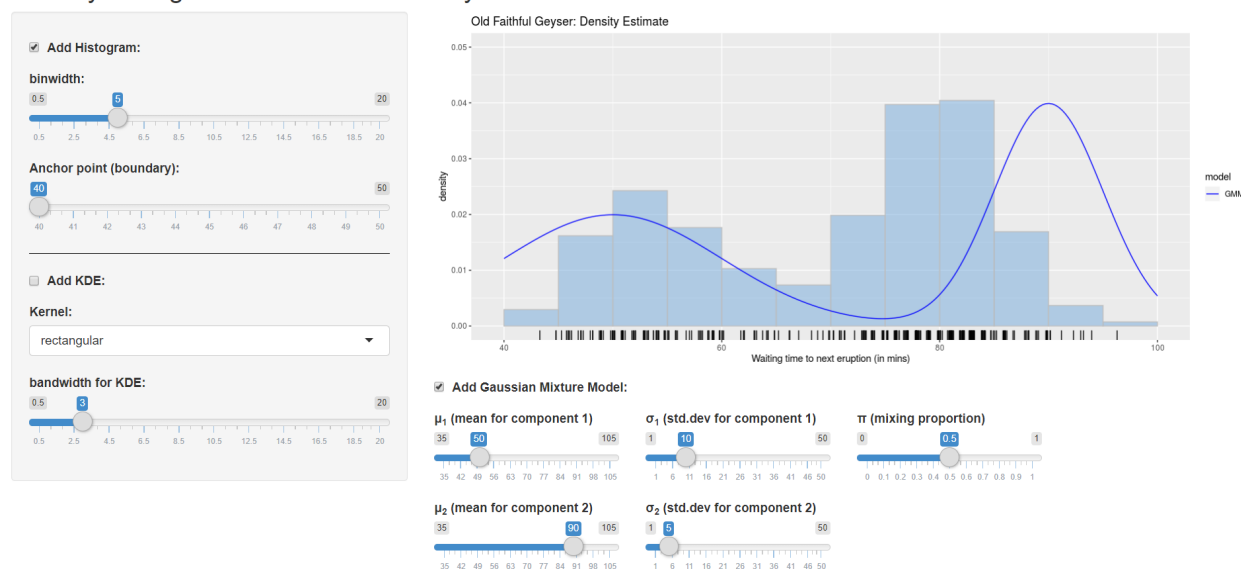 Add Histogram:
binwidth:
0.5 5 20
0.5 2.5 4.5 6.5 8.5 10.5 12.5 14.5 16.5 18.5 20
Anchor point (boundary):
40 50
40 41 42 43 44 45 46 47 48 49 50
Add KDE:
Kernel:
rectangular
bandwidth for KDE:
0.5 3 20
0.5 2.5 4.5 6.5 8.5 10.5 12.5 14.5 16.5 18.5 20
Old Faithful Geyser: Density Estimate
0.05
0.04
0.03
0.02
0.01
0.00
density
40 60 80 100
Waiting time to next eruption (in mins)
model
GMM
Add Gaussian Mixture Model:
μ1 (mean for component 1)
35 50 105
35 42 49 56 63 70 77 84 91 98 105
σ1 (std.dev for component 1)
1 10 50
1 6 11 16 21 26 31 36 41 46 50
π (mixing proportion)
0 0.5 1
0 0.1 0.2 0.3 0.4 0.5 0.6 0.7 0.8 0.9 1
μ2 (mean for component 2)
35 90 105
35 42 49 56 63 70 77 84 91 98 105
σ2 (std.dev for component 2)
1 5 50
1 6 11 16 21 26 31 36 41 46 50